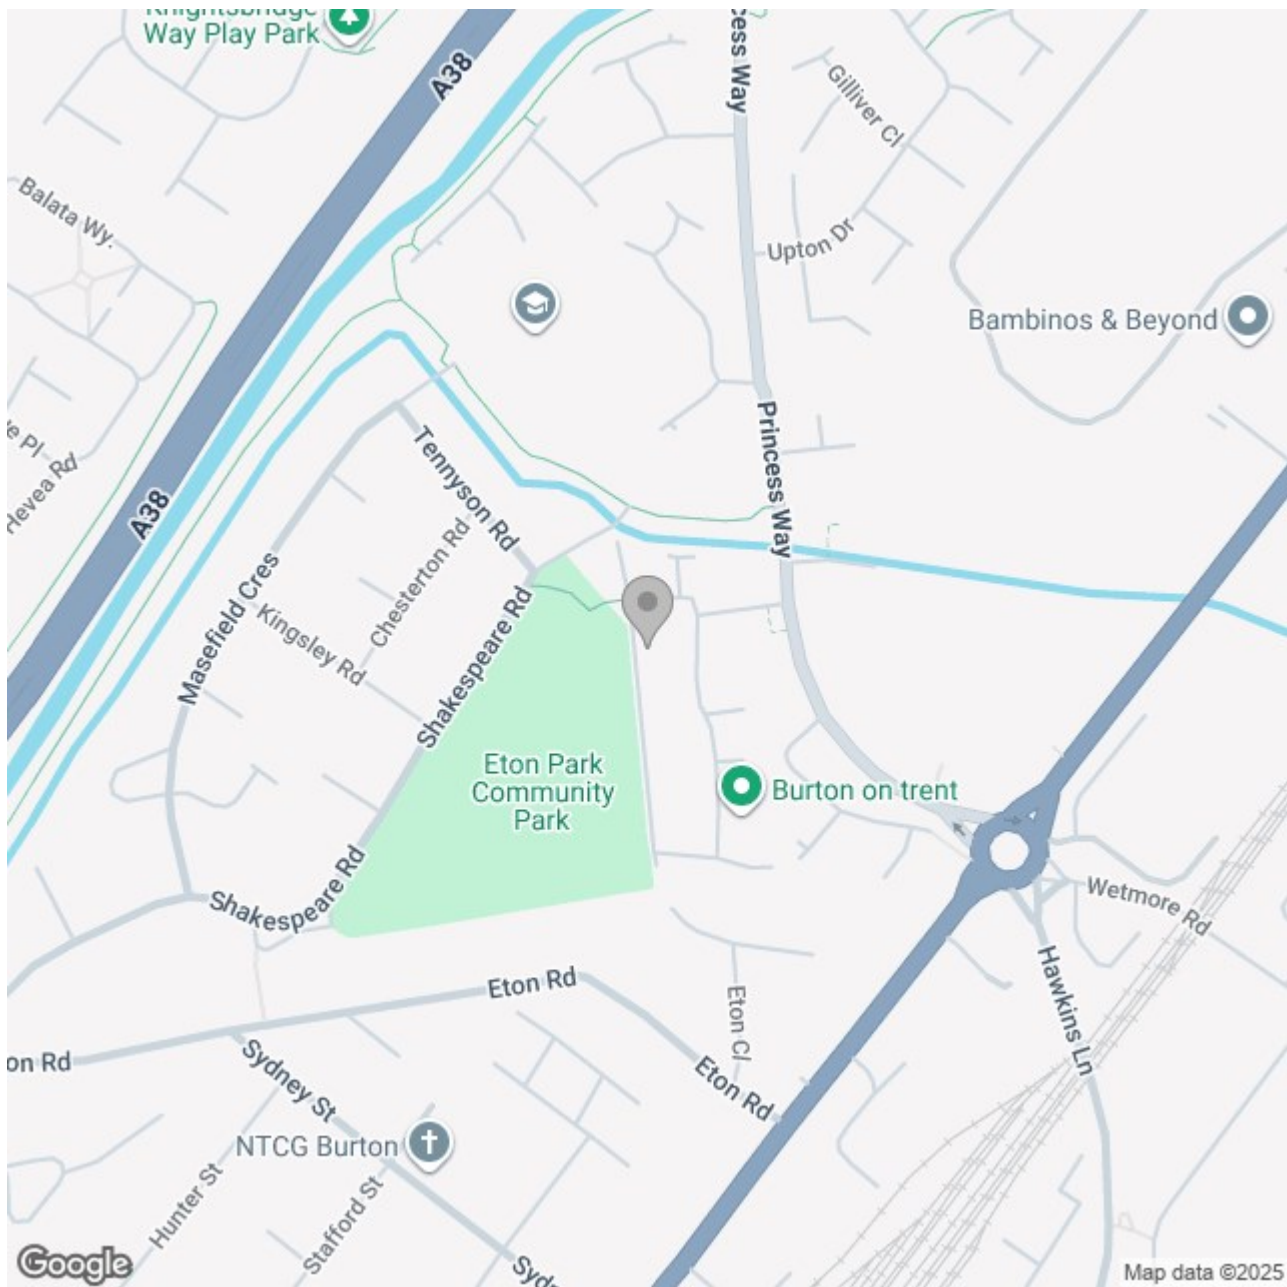 Knightsbridge
Way Play Park
A38
cess Way
Gilliver Cl
Balata Wy.
Upton Dr
Bambinos & Beyond
Princess Way
Tennyson Rd
le Pl
Hevea Rd
A38
Chesterton Rd
Masefield Cres
Kingsley Rd
Shakespeare Rd
Eton Park
Community
Park
Burton on trent
Shakespeare Rd
Wetmore Rd
Hawkins Ln
Eton Rd
Eton Cl
on Rd
Sydney St
Eton Rd
NTCG Burton
Hunter St
Stafford St
Syd
Google
Map data ©2025